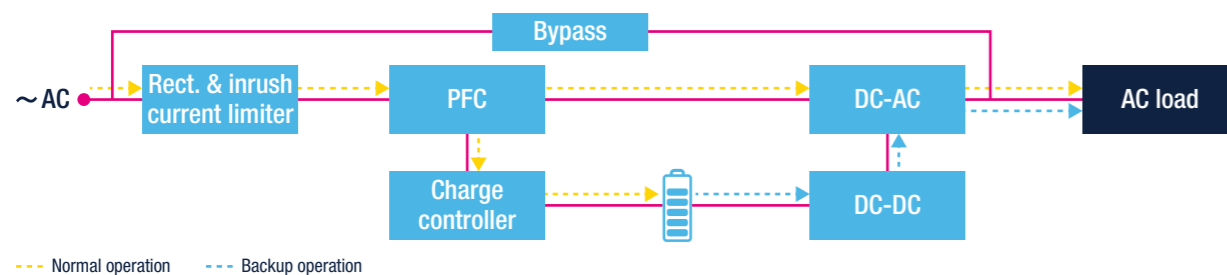 Bypass
~ AC
Rect. & inrush
current limiter
PFC
DC-AC
AC load
Charge
controller
DC-DC
Normal operation
Backup operation